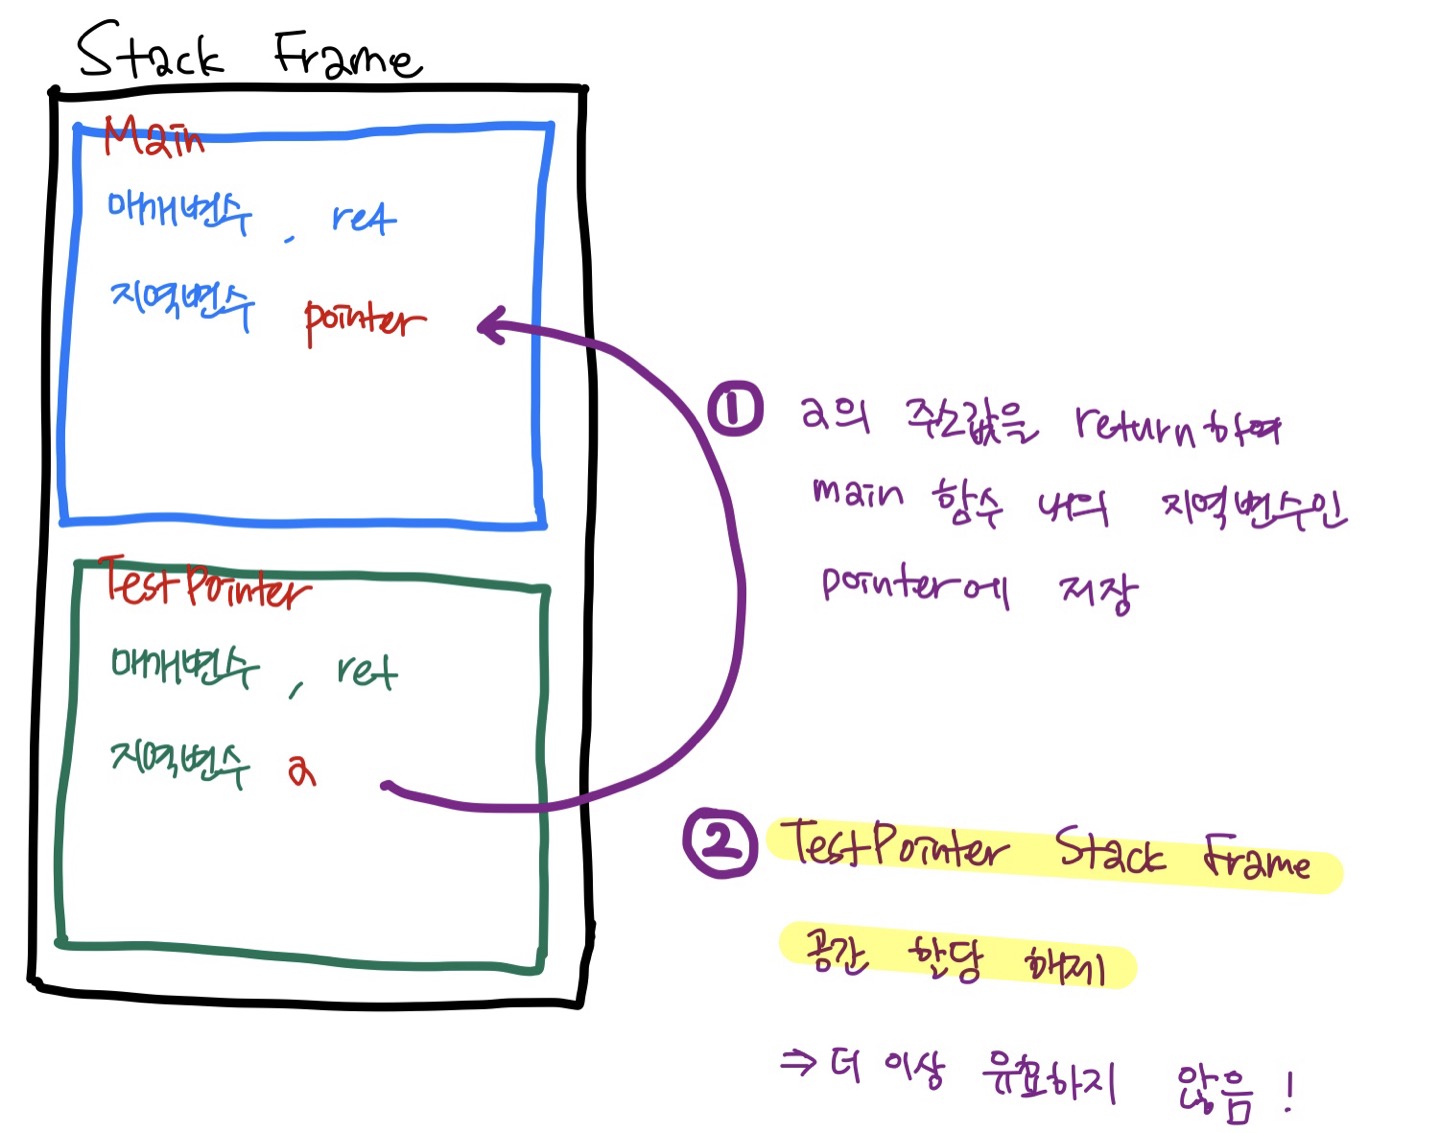 Stack Frame
Main
매개변수, ret
지역변수 pointer
① a의 주소값을 return하여
main 함수 내의 지역변수인
pointer에 저장
TestPointer
매개변수, ret
지역변수 a
② TestPointer Stack Frame
공간 할당 해제
⇒ 더 이상 유효하지 않음!